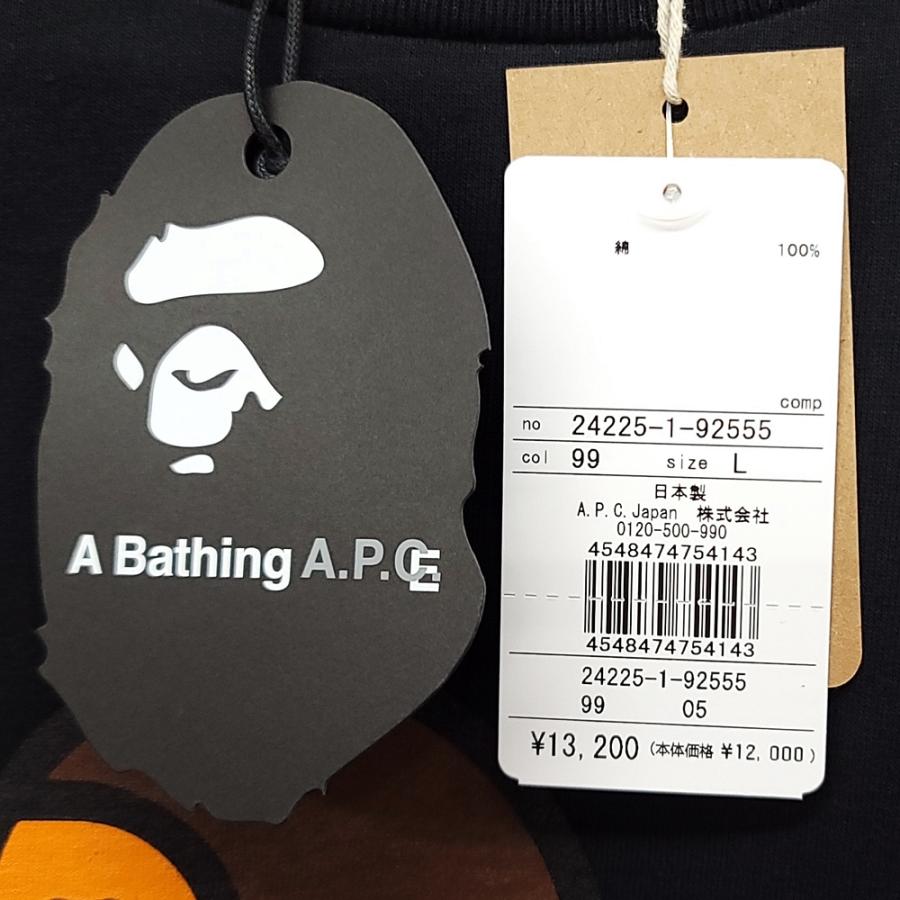 A Bathing A.P.C.E
綿 100%
comp
no 24225-1-92555
col 99 size L
日本製
A.P.C.Japan 株式会社
0120-500-990
4548474754143
4548474754143
24225-1-92555
99 05
¥13,200 (本体価格 ¥12,000)